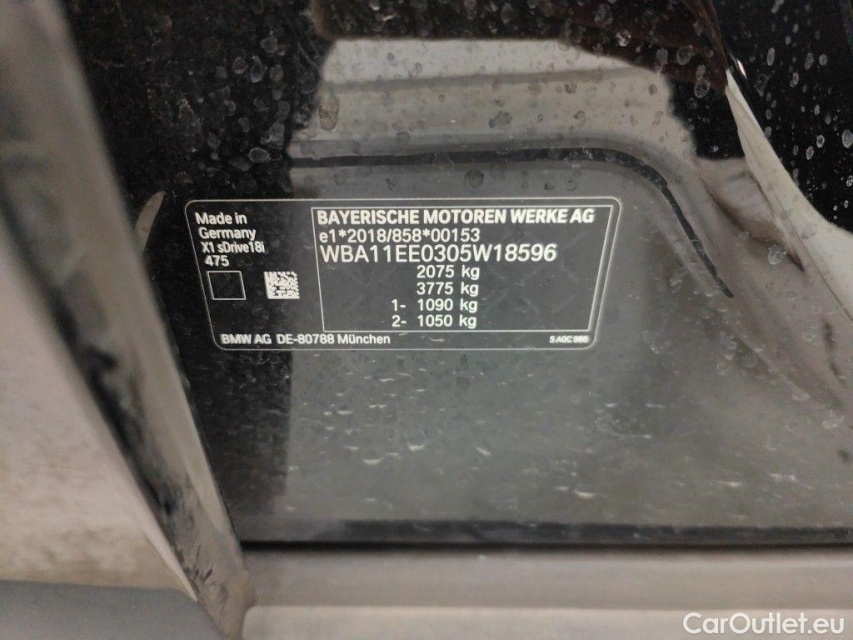 Made in
Germany
X1 sDrive18i
475
BAYERISCHE MOTOREN WERKE AG
e1*2018/858*00153
WBA11EE0305W18596
2075 kg
3775 kg
1- 1090 kg
2- 1050 kg
BMW AG DE-80788 München
CarOutlet.eu